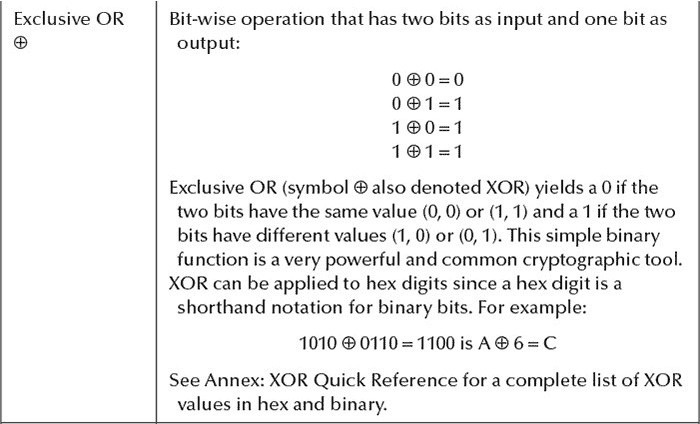 Exclusive OR
⊕
Bit-wise operation that has two bits as input and one bit as
output:
0 ⊕ 0 = 0
0 ⊕ 1 = 1
1 ⊕ 0 = 1
1 ⊕ 1 = 1
Exclusive OR (symbol ⊕ also denoted XOR) yields a 0 if the
two bits have the same value (0, 0) or (1, 1) and a 1 if the two
bits have different values (1, 0) or (0, 1). This simple binary
function is a very powerful and common cryptographic tool.
XOR can be applied to hex digits since a hex digit is a
shorthand notation for binary bits. For example:
1010 ⊕ 0110 = 1100 is A ⊕ 6 = C
See Annex: XOR Quick Reference for a complete list of XOR
values in hex and binary.